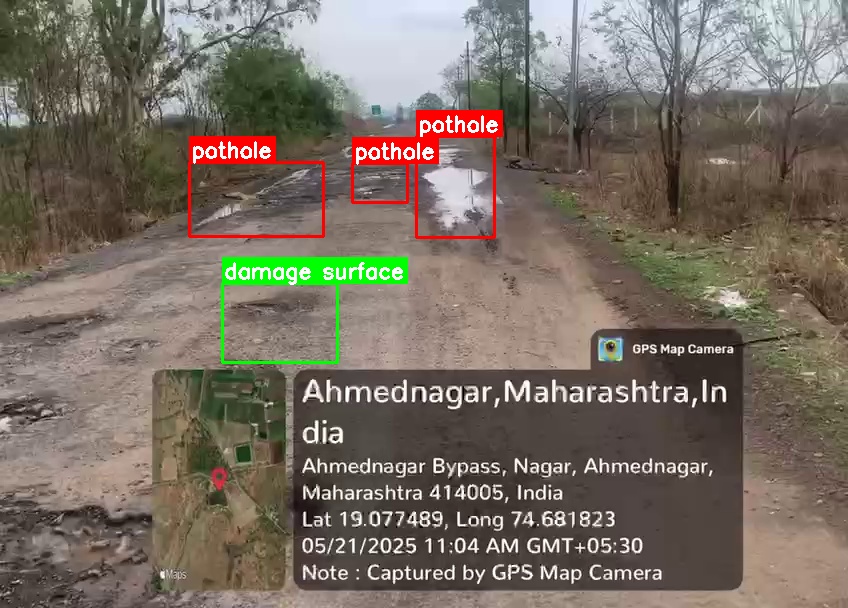 pothole
pothole
pothole
damage surface
GPS Map Camera
Ahmednagar,Maharashtra,In
dia
Ahmednagar Bypass, Nagar, Ahmednagar,
Maharashtra 414005, India
Lat 19.077489, Long 74.681823
05/21/2025 11:04 AM GMT+05:30
Note : Captured by GPS Map Camera
Maps